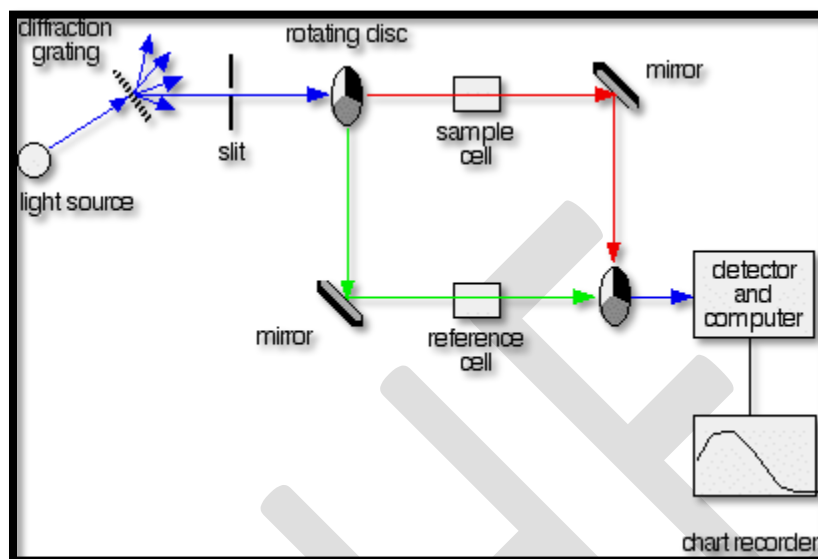 diffraction
grating
rotating disc
mirror
slit
sample
cell
light source
detector
and
computer
mirror
reference
cell
chart recorder